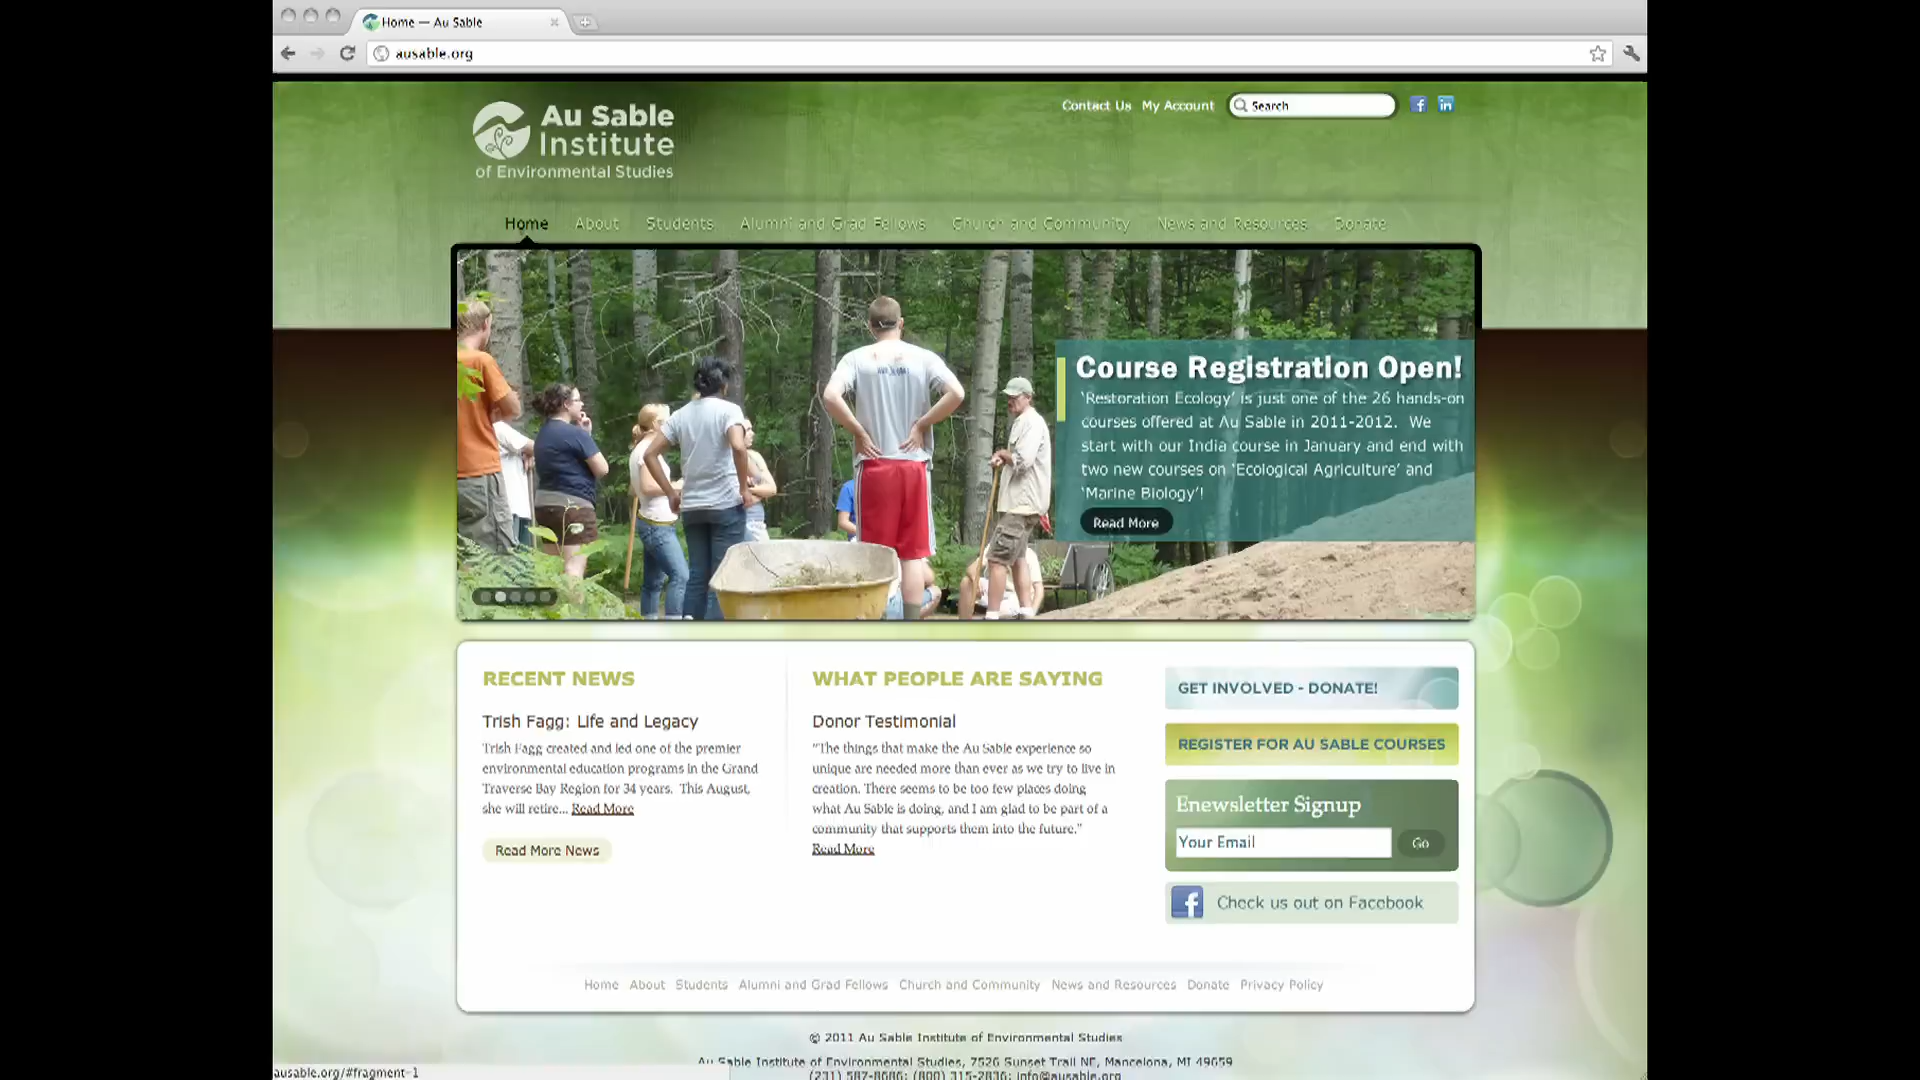 Home — Au Sable
ausable.org
Contact Us My Account Search
Au Sable
Institute
of Environmental Studies
Home About Students Alumni and Grad Fellows Church and Community News and Resources Donate
Course Registration Open!
'Restoration Ecology' is just one of the 26 hands-on
courses offered at Au Sable in 2011-2012. We
start with our India course in January and end with
two new courses on 'Ecological Agriculture' and
'Marine Biology'!
Read More
RECENT NEWS
Trish Fagg: Life and Legacy
Trish Fagg created and led one of the premier
environmental education programs in the Grand
Traverse Bay Region for 34 years. This August,
she will retire... Read More
Read More News
WHAT PEOPLE ARE SAYING
Donor Testimonial
"The things that make the Au Sable experience so
unique are needed more than ever as we try to live in
creation. There seems to be too few places doing
what Au Sable is doing, and I am glad to be part of a
community that supports them into the future."
Read More
GET INVOLVED - DONATE!
REGISTER FOR AU SABLE COURSES
Enewsletter Signup
Your Email Go
Check us out on Facebook
Home About Students Alumni and Grad Fellows Church and Community News and Resources Donate Privacy Policy
© 2011 Au Sable Institute of Environmental Studies
Au Sable Institute of Environmental Studies, 7526 Sunset Trail NE, Mancelona, MI 49659
(231) 587-8686; (800) 315-2836; info@ausable.org
ausable.org/#fragment-1